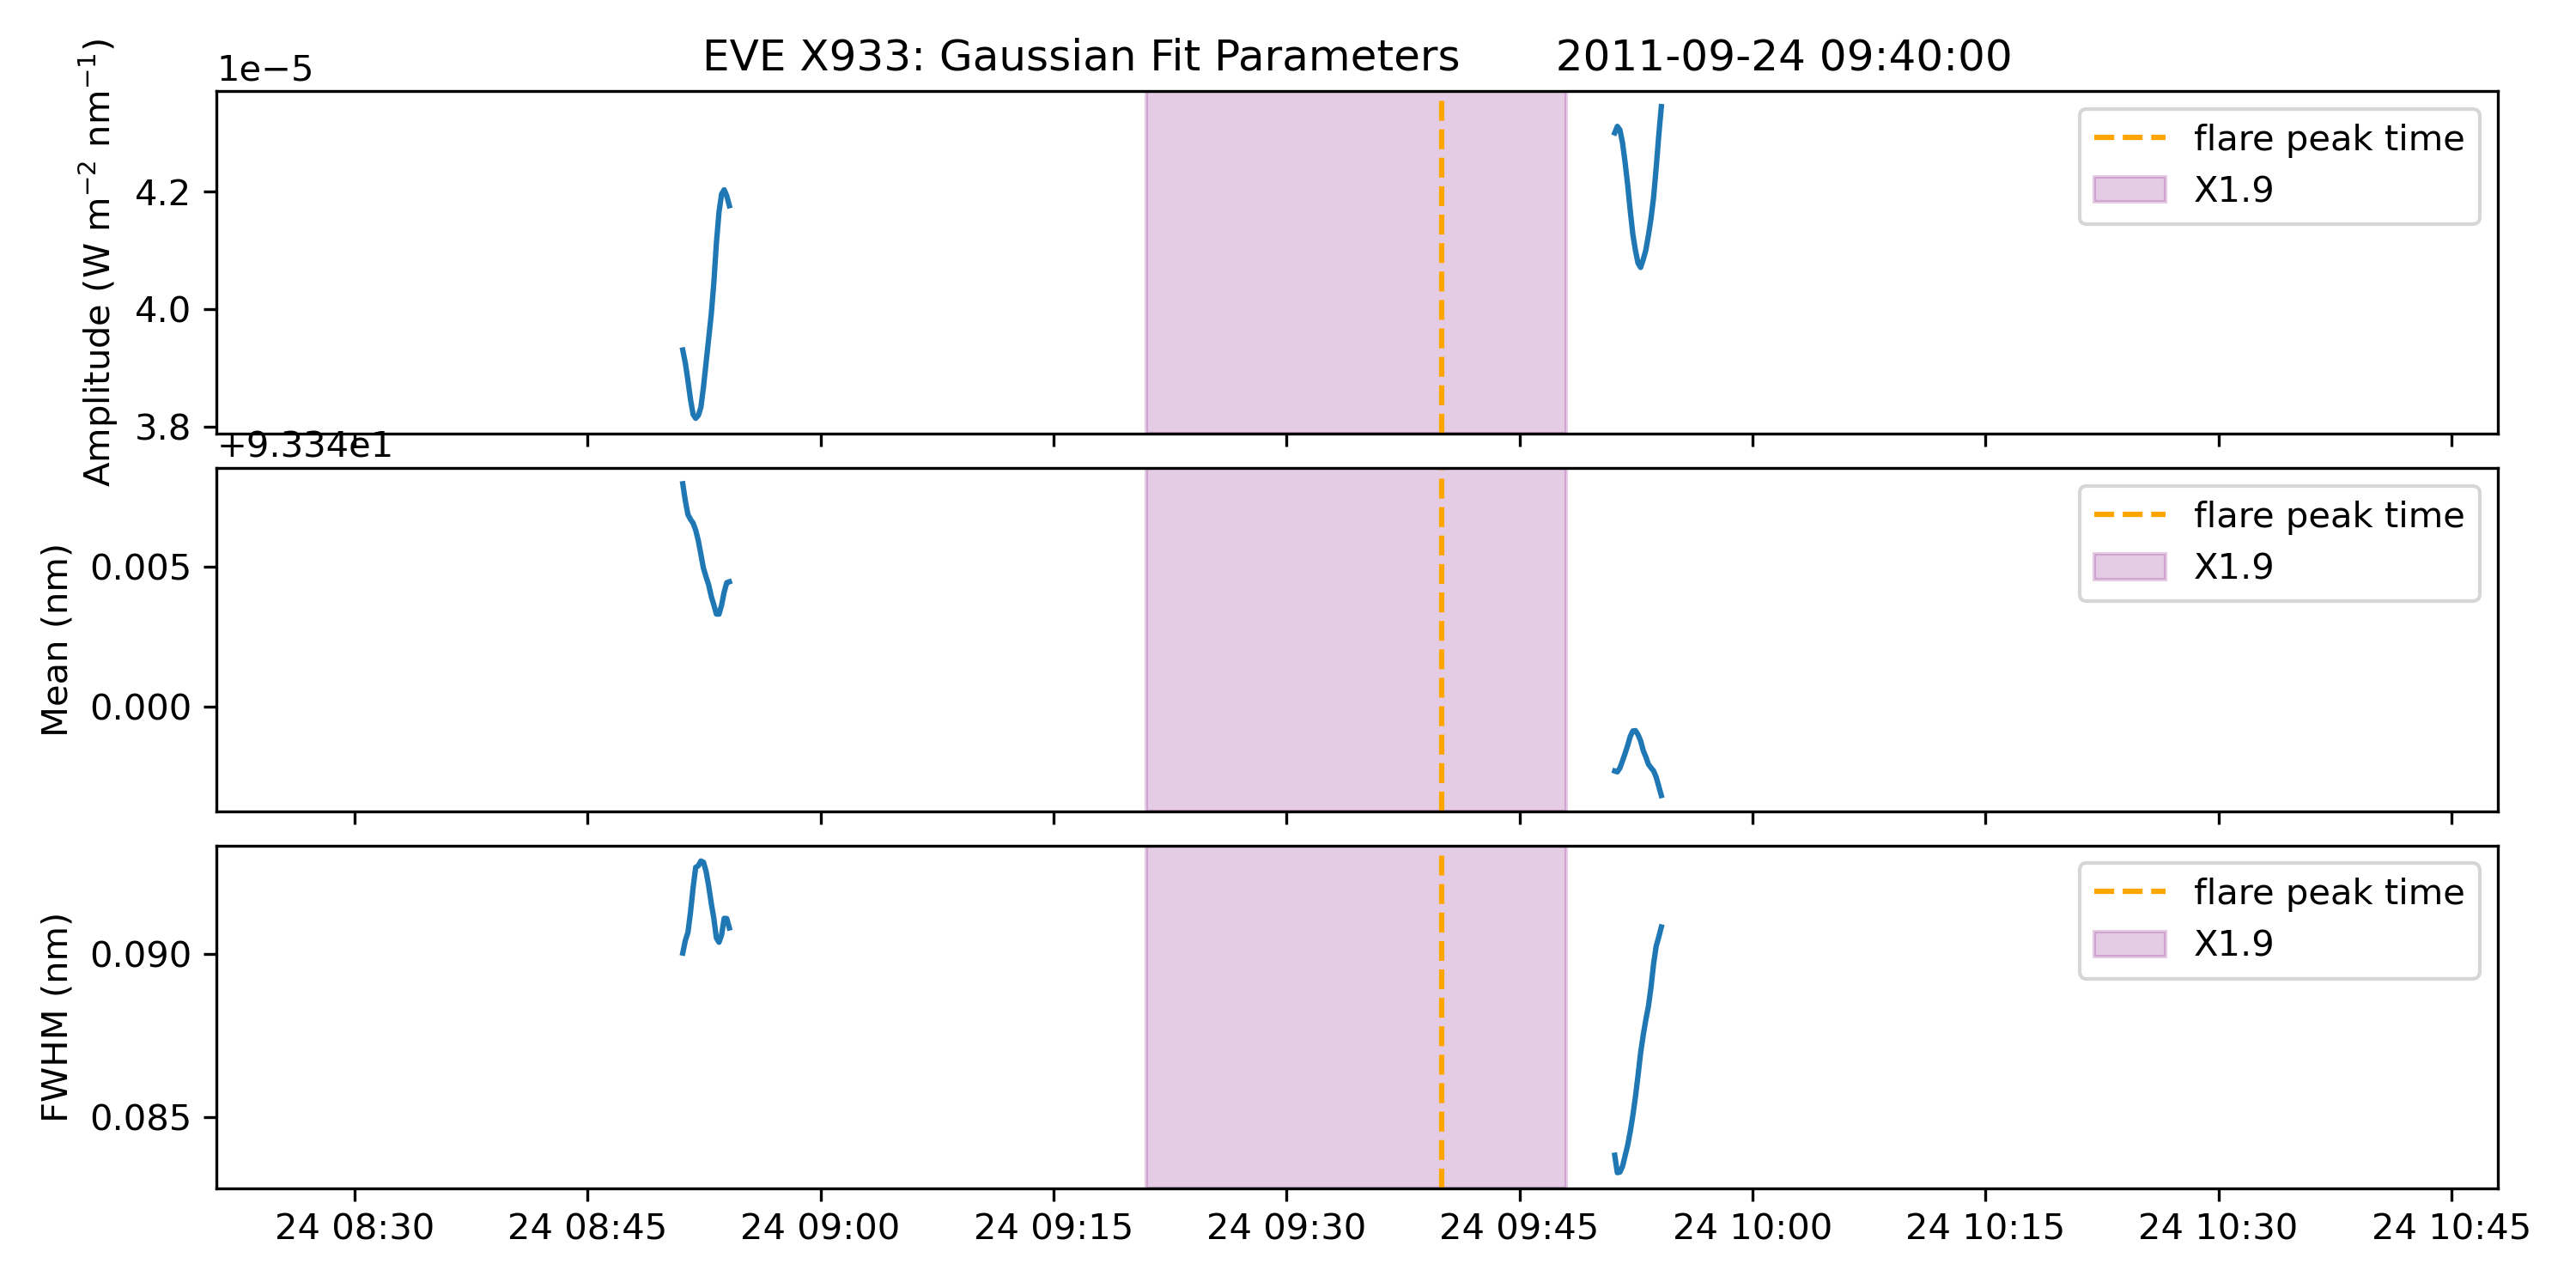 EVE X933: Gaussian Fit Parameters 2011-09-24 09:40:00
1e−5
Amplitude (W m−2 nm−1)
4.2
4.0
3.8
flare peak time
X1.9
+9.334e1
Mean (nm)
0.005
0.000
flare peak time
X1.9
FWHM (nm)
0.090
0.085
flare peak time
X1.9
24 08:30 24 08:45 24 09:00 24 09:15 24 09:30 24 09:45 24 10:00 24 10:15 24 10:30 24 10:45